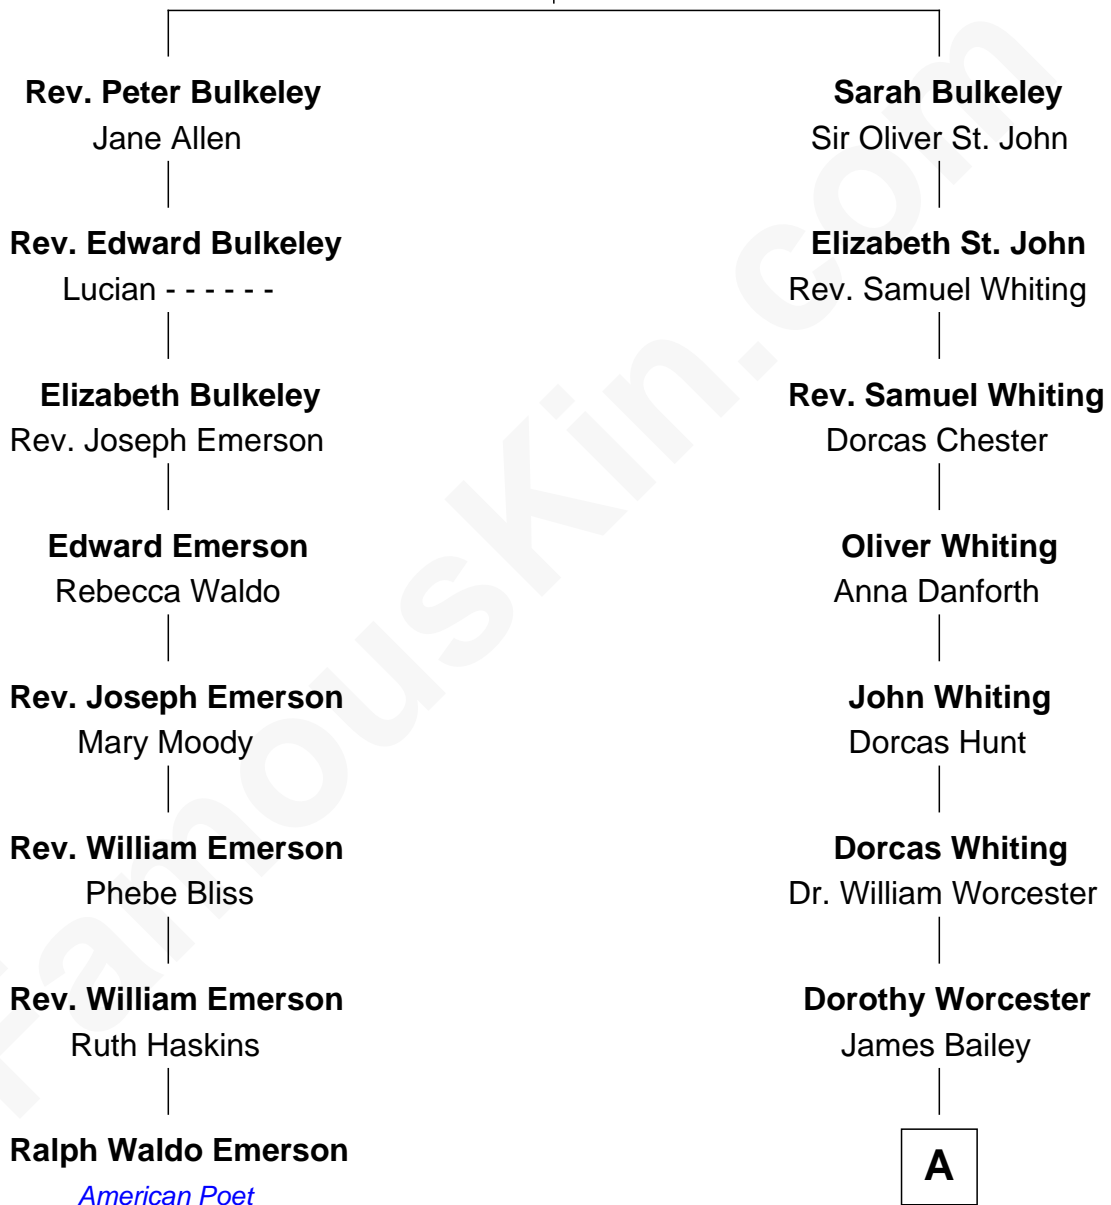 Rev. Peter Bulkeley
Jane Allen
Rev. Edward Bulkeley
Lucian - - - - - -
Elizabeth Bulkeley
Rev. Joseph Emerson
Edward Emerson
Rebecca Waldo
Rev. Joseph Emerson
Mary Moody
Rev. William Emerson
Phebe Bliss
Rev. William Emerson
Ruth Haskins
Ralph Waldo Emerson
American Poet
Sarah Bulkeley
Sir Oliver St. John
Elizabeth St. John
Rev. Samuel Whiting
Rev. Samuel Whiting
Dorcas Chester
Oliver Whiting
Anna Danforth
John Whiting
Dorcas Hunt
Dorcas Whiting
Dr. William Worcester
Dorothy Worcester
James Bailey
A
FamousKin.com